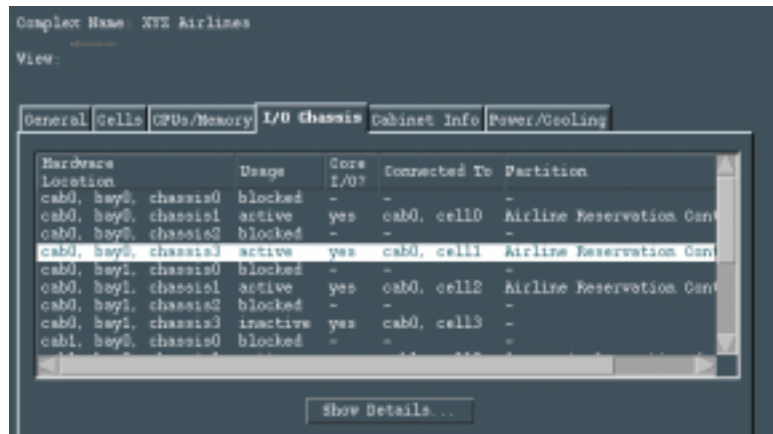 Complex Name: XYZ Airlines
View:
General Cells CPUs/Memory I/O Chassis Cabinet Info Power/Cooling
Hardware Location Usage Core I/O? Connected To Partition
cab0, bay0, chassis0 blocked - - -
cab0, bay0, chassis1 active yes cab0, cell0 Airline Reservation Cont
cab0, bay0, chassis2 blocked - - -
cab0, bay0, chassis3 active yes cab0, cell1 Airline Reservation Con
cab0, bay1, chassis0 blocked - - -
cab0, bay1, chassis1 active yes cab0, cell2 Airline Reservation Cont
cab0, bay1, chassis2 blocked - - -
cab0, bay1, chassis3 inactive yes cab0, cell3 -
cab1, bay0, chassis0 blocked - - -
Show Details...